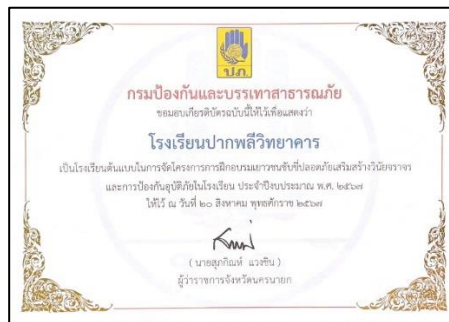 ปภ.
กรมป้องกันและบรรเทาสาธารณภัย
ขอมอบเกียรติบัตรฉบับนี้ให้ไว้เพื่อแสดงว่า
โรงเรียนปากพลีวิทยาคาร
เป็นโรงเรียนต้นแบบในการจัดโครงการการฝึกอบรมเยาวชนขับขี่ปลอดภัยเสริมสร้างวินัยจราจร
และการป้องกันอุบัติภัยในโรงเรียน ประจำปีงบประมาณ พ.ศ. ๒๕๖๗
ให้ไว้ ณ วันที่ ๒๐ สิงหาคม พุทธศักราช ๒๕๖๗
( นายสุภกิณห์ แวงชิน )
ผู้ว่าราชการจังหวัดนครนายก